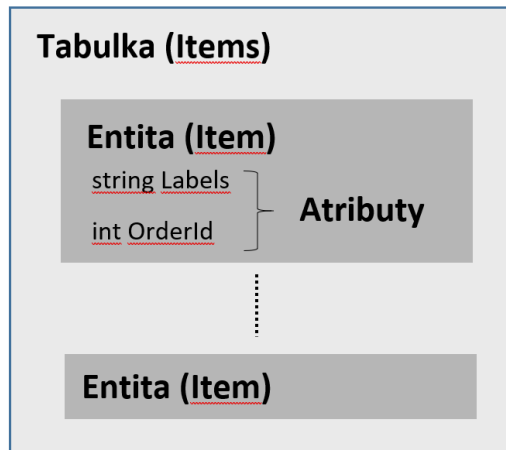 Tabulka (Items)
Entita (Item)
string Labels
int OrderId
Atributy
Entita (Item)